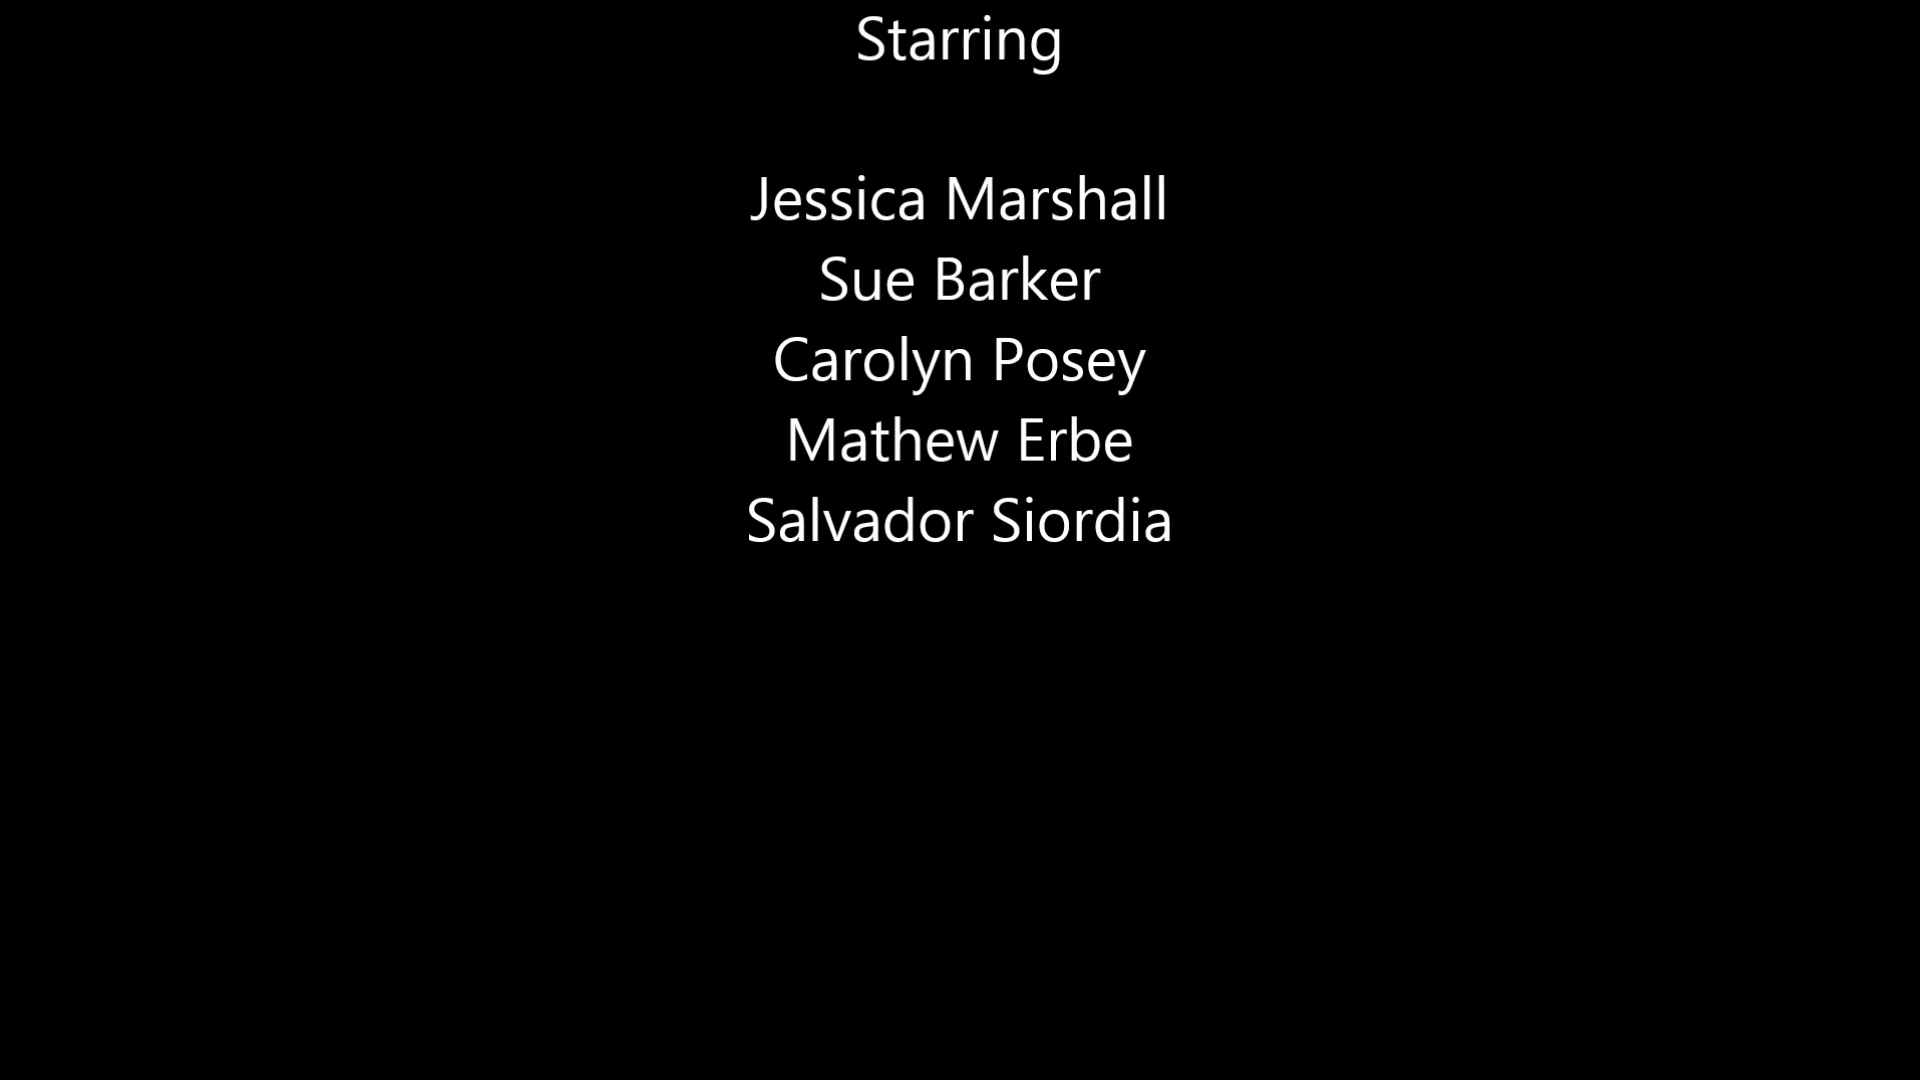 Starring
Jessica Marshall
Sue Barker
Carolyn Posey
Mathew Erbe
Salvador Siordia